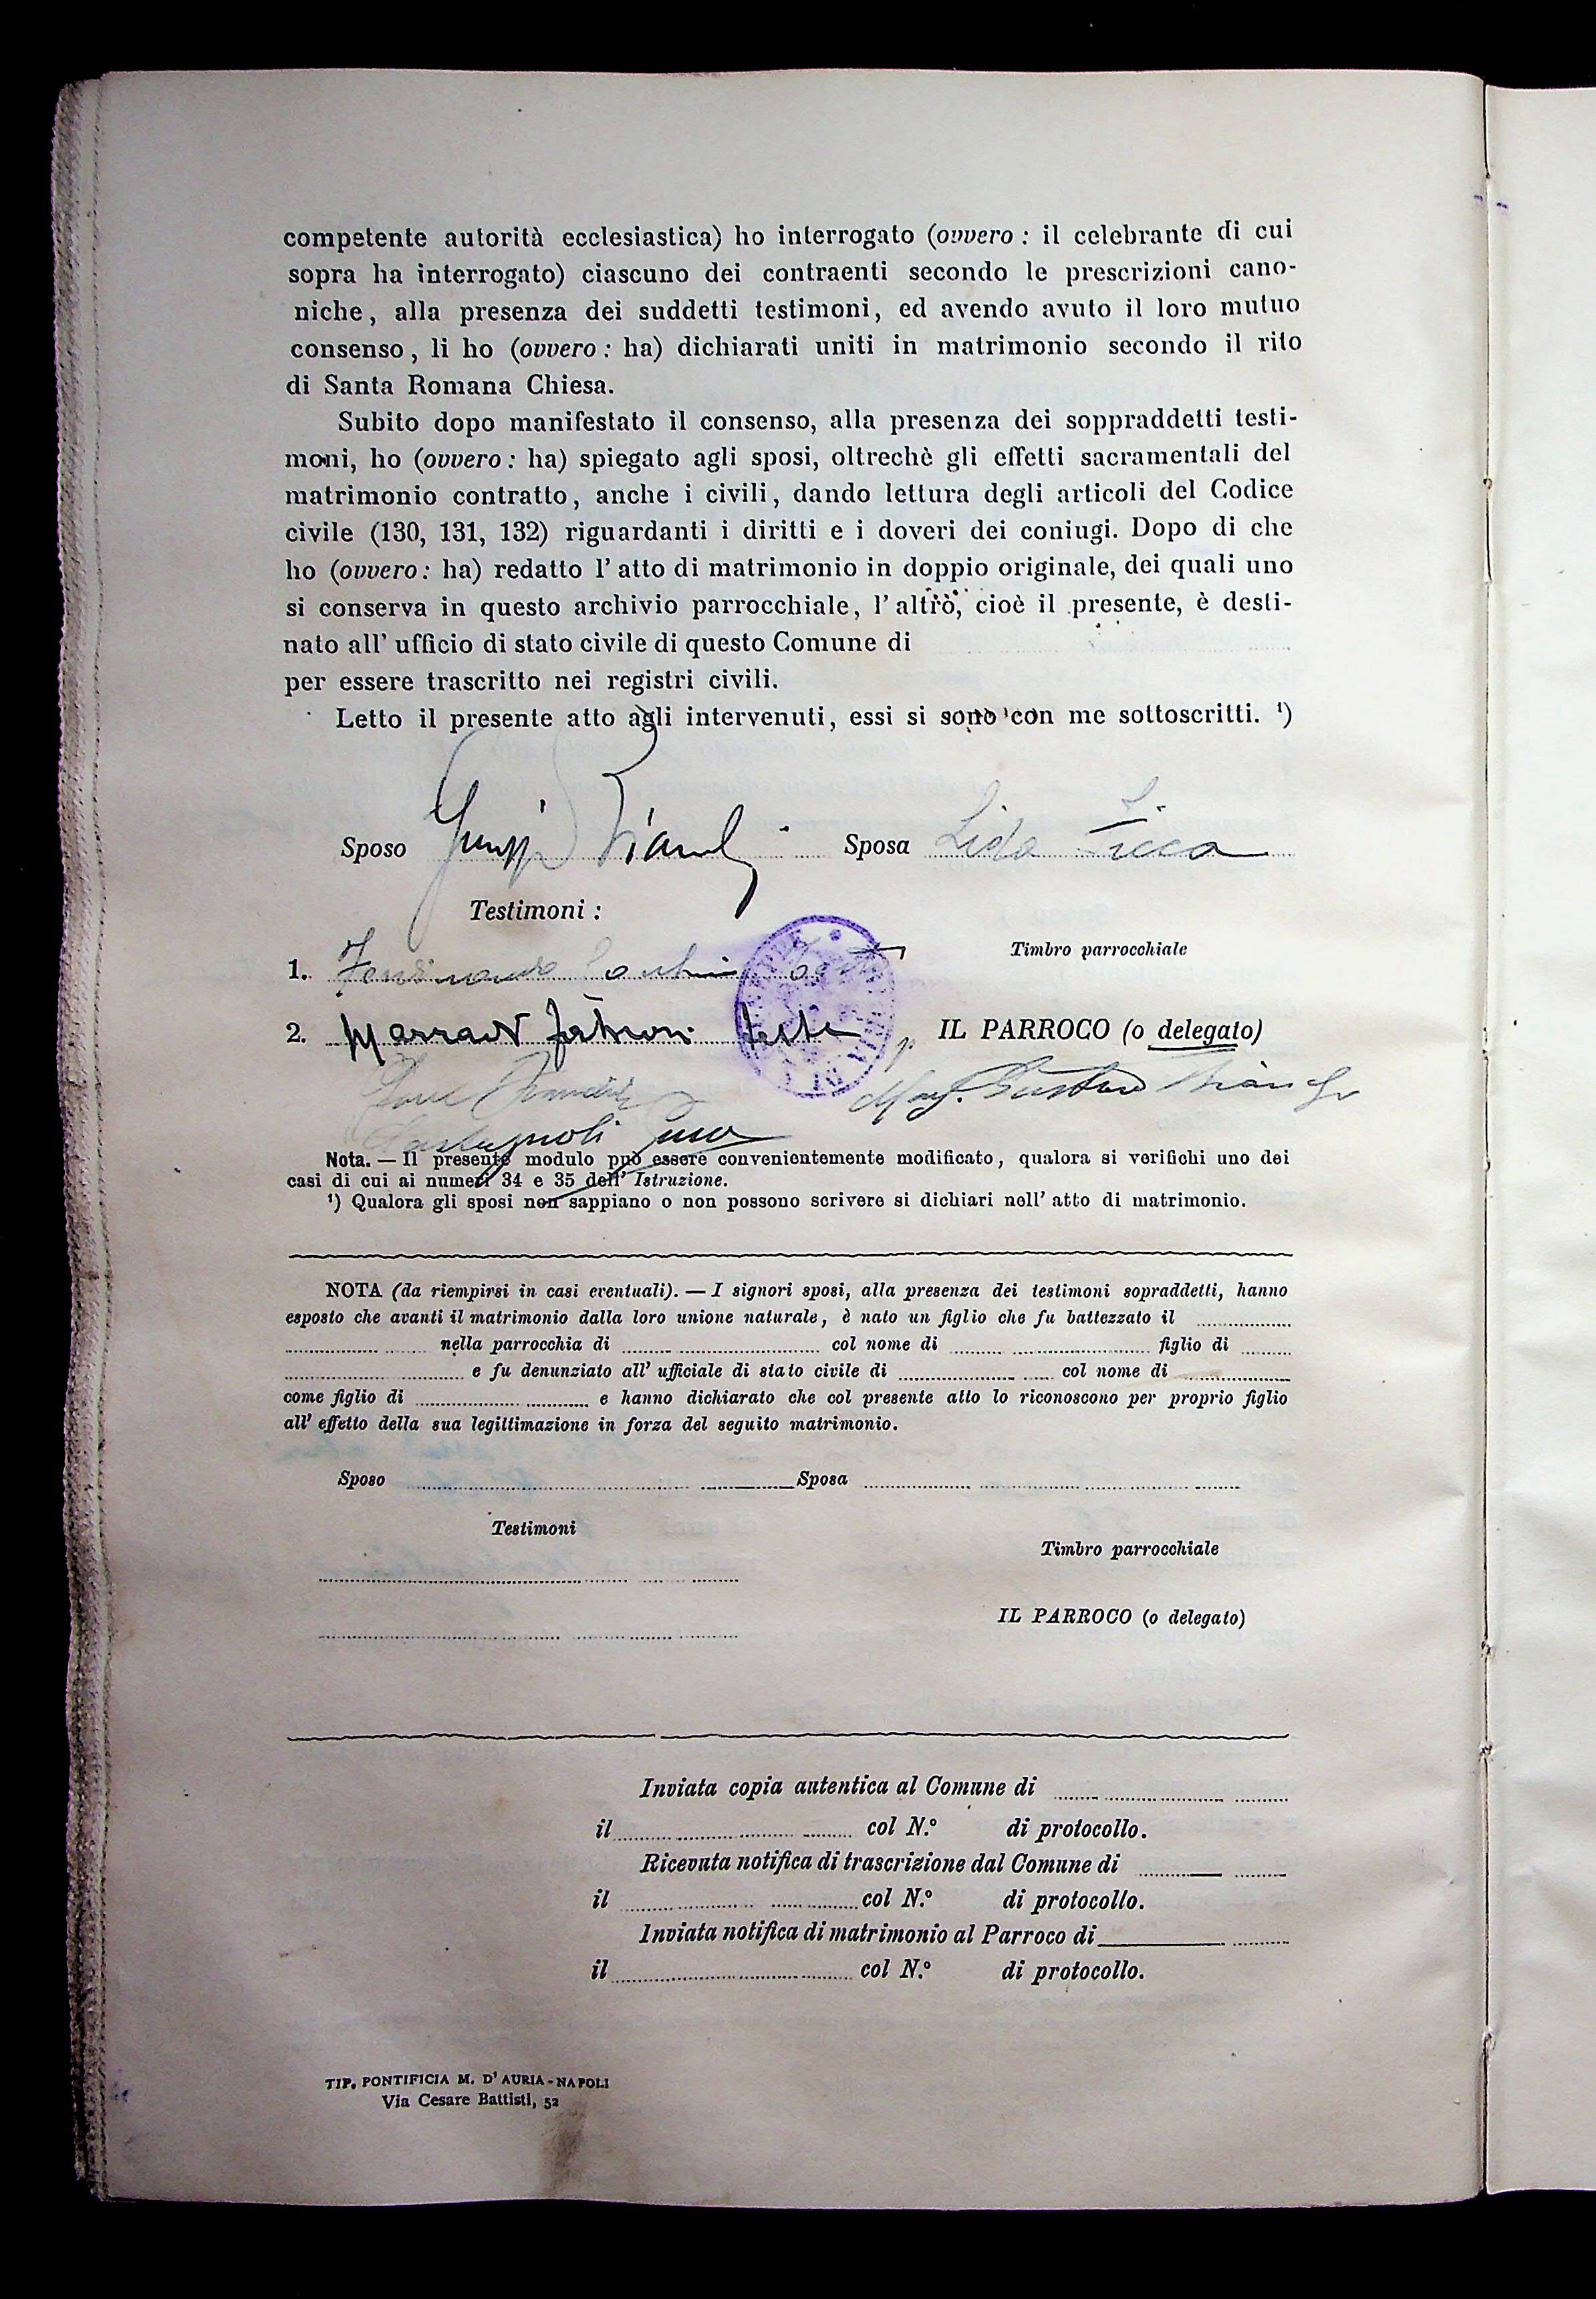 competente autorità ecclesiastica) ho interrogato (ovvero : il celebrante di cui
sopra ha interrogato) ciascuno dei contraenti secondo le prescrizioni cano-
niche, alla presenza dei suddetti testimoni, ed avendo avuto il loro mutuo
consenso, li ho (ovvero : ha) dichiarati uniti in matrimonio secondo il rito
di Santa Romana Chiesa.
Subito dopo manifestato il consenso, alla presenza dei soppraddetti testi-
moni, ho (ovvero : ha) spiegato agli sposi, oltrechè gli effetti sacramentali del
matrimonio contratto, anche i civili, dando lettura degli articoli del Codice
civile (130, 131, 132) riguardanti i diritti e i doveri dei coniugi. Dopo di che
ho (ovvero : ha) redatto l' atto di matrimonio in doppio originale, dei quali uno
si conserva in questo archivio parrocchiale, l' altro, cioè il presente, è desti-
nato all' ufficio di stato civile di questo Comune di
per essere trascritto nei registri civili.
Letto il presente atto agli intervenuti, essi si sono con me sottoscritti. ¹)
Sposo Sposa Lida Licca
Testimoni :
Timbro parrocchiale
1. Ferdinando
2. teste IL PARROCO (o delegato)
Gustavo
Nota. — Il presente modulo può essere convenientemente modificato, qualora si verifichi uno dei
casi di cui ai numeri 34 e 35 dell' Istruzione.
¹) Qualora gli sposi non sappiano o non possono scrivere si dichiari nell' atto di matrimonio.
NOTA (da riempirsi in casi eventuali). — I signori sposi, alla presenza dei testimoni sopraddetti, hanno
esposto che avanti il matrimonio dalla loro unione naturale, è nato un figlio che fu battezzato il
nella parrocchia di col nome di figlio di
e fu denunziato all' ufficiale di stato civile di col nome di
come figlio di e hanno dichiarato che col presente atto lo riconoscono per proprio figlio
all' effetto della sua legittimazione in forza del seguito matrimonio.
Sposo Sposa
Testimoni
Timbro parrocchiale
IL PARROCO (o delegato)
Inviata copia autentica al Comune di
il col N.º di protocollo.
Ricevuta notifica di trascrizione dal Comune di
il col N.º di protocollo.
Inviata notifica di matrimonio al Parroco di
il col N.º di protocollo.
TIP. PONTIFICIA M. D' AURIA - NAPOLI
Via Cesare Battisti, 52